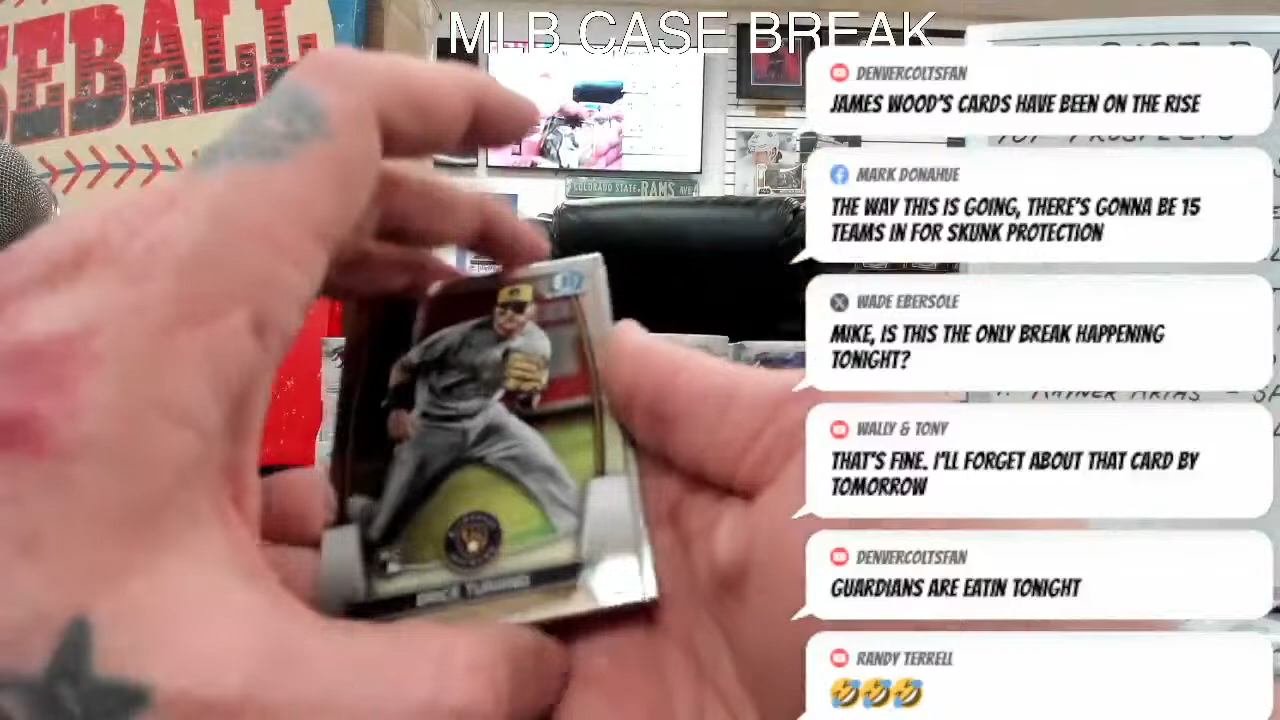 MLB CASE BREAK
SEBALL
COLORADO STATE RAMS AVE
DENVERCOLTSFAN
JAMES WOOD'S CARDS HAVE BEEN ON THE RISE
MARK DONAHUE
THE WAY THIS IS GOING, THERE'S GONNA BE 15
TEAMS IN FOR SKUNK PROTECTION
WADE EBERSOLE
MIKE, IS THIS THE ONLY BREAK HAPPENING
TONIGHT?
WALLY & TONY
THAT'S FINE. I'LL FORGET ABOUT THAT CARD BY
TOMORROW
DENVERCOLTSFAN
GUARDIANS ARE EATIN TONIGHT
RANDY TERRELL
🤣🤣🤣